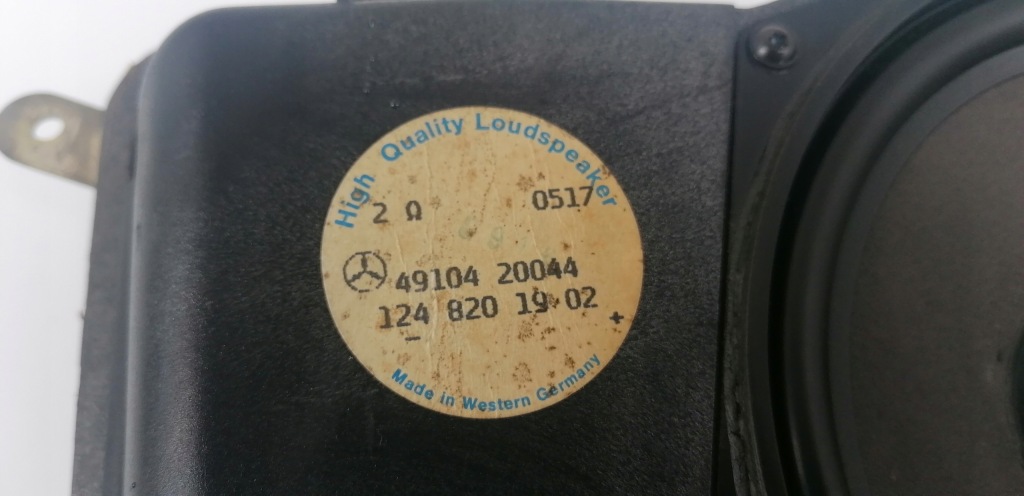 High Quality Loudspeaker
2 Ω 0517
49104 20044
124 820 19 02
- +
Made in Western Germany